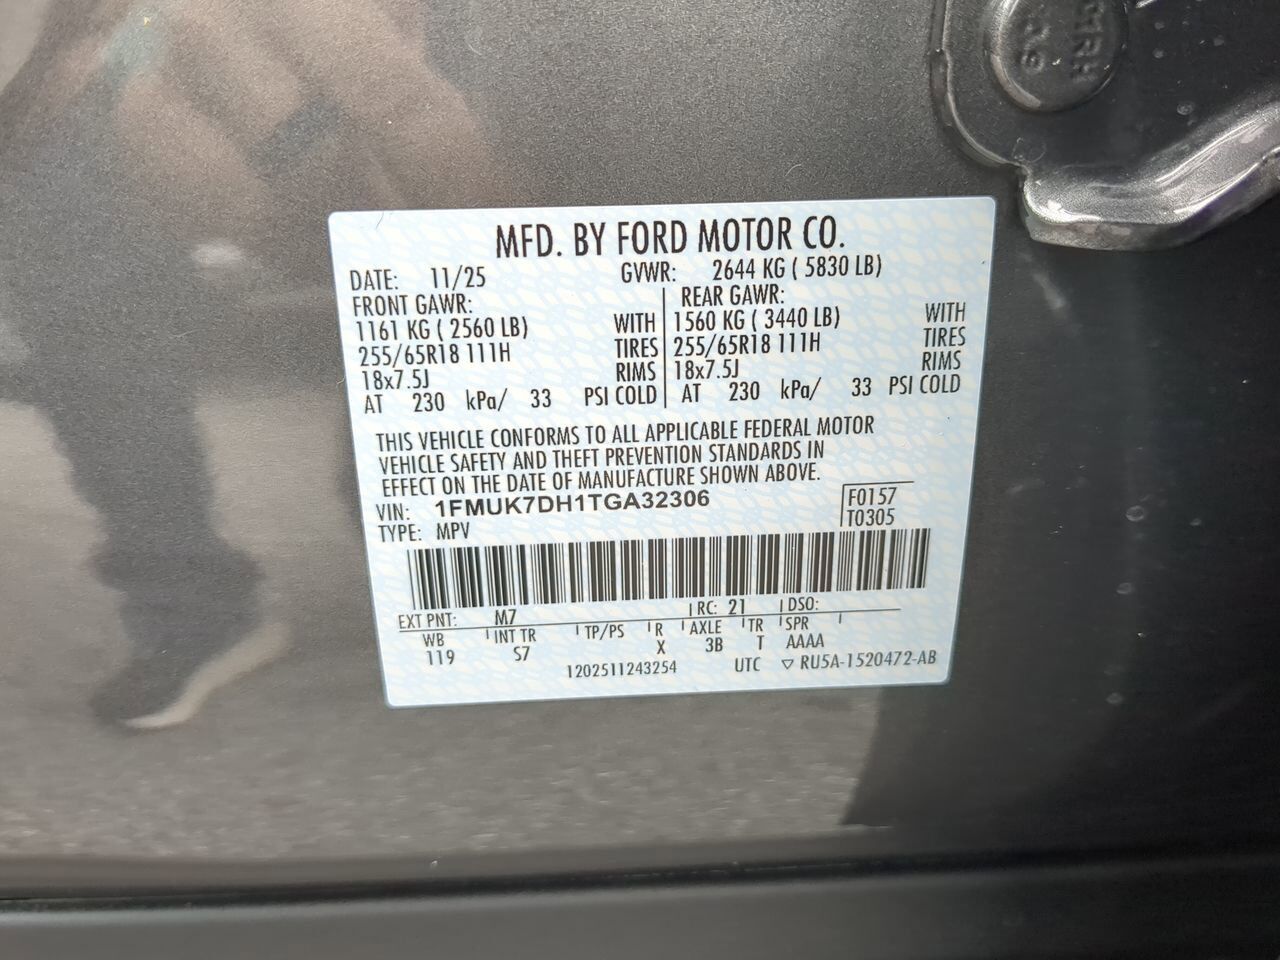 MFD. BY FORD MOTOR CO.
DATE: 11/25 GVWR: 2644 KG ( 5830 LB)
FRONT GAWR: REAR GAWR:
1161 KG ( 2560 LB) WITH 1560 KG ( 3440 LB) WITH
255/65R18 111H TIRES 255/65R18 111H TIRES
18x7.5J RIMS 18x7.5J RIMS
AT 230 kPa/ 33 PSI COLD AT 230 kPa/ 33 PSI COLD
THIS VEHICLE CONFORMS TO ALL APPLICABLE FEDERAL MOTOR
VEHICLE SAFETY AND THEFT PREVENTION STANDARDS IN
EFFECT ON THE DATE OF MANUFACTURE SHOWN ABOVE.
VIN: 1FMUK7DH1TGA32306 F0157
TYPE: MPV T0305
EXT PNT: M7 RC: 21 DSO:
WB INT TR TP/PS R AXLE TR SPR
119 S7 X 3B T AAAA
1202511243254 UTC ▽ RU5A-1520472-AB